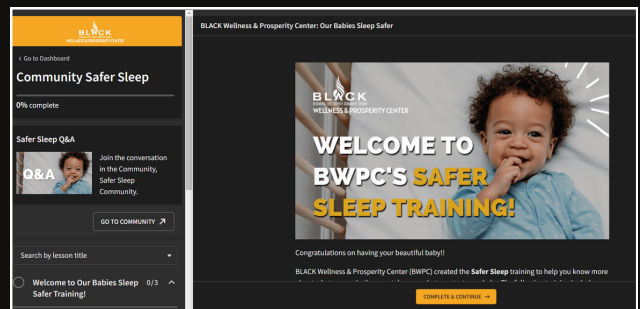 BLACK
WELLNESS & PROSPERITY CENTER
< Go to Dashboard
Community Safer Sleep
0% complete
Safer Sleep Q&A
Q&A
Join the conversation
in the Community,
Safer Sleep
Community.
GO TO COMMUNITY
Search by lesson title
Welcome to Our Babies Sleep 0/3
Safer Training!
BLACK Wellness & Prosperity Center: Our Babies Sleep Safer
BLACK
WELLNESS & PROSPERITY CENTER
WELCOME TO
BWPC'S SAFER
SLEEP TRAINING!
Congratulations on having your beautiful baby!!
BLACK Wellness & Prosperity Center (BWPC) created the Safer Sleep training to help you know more
COMPLETE & CONTINUE →